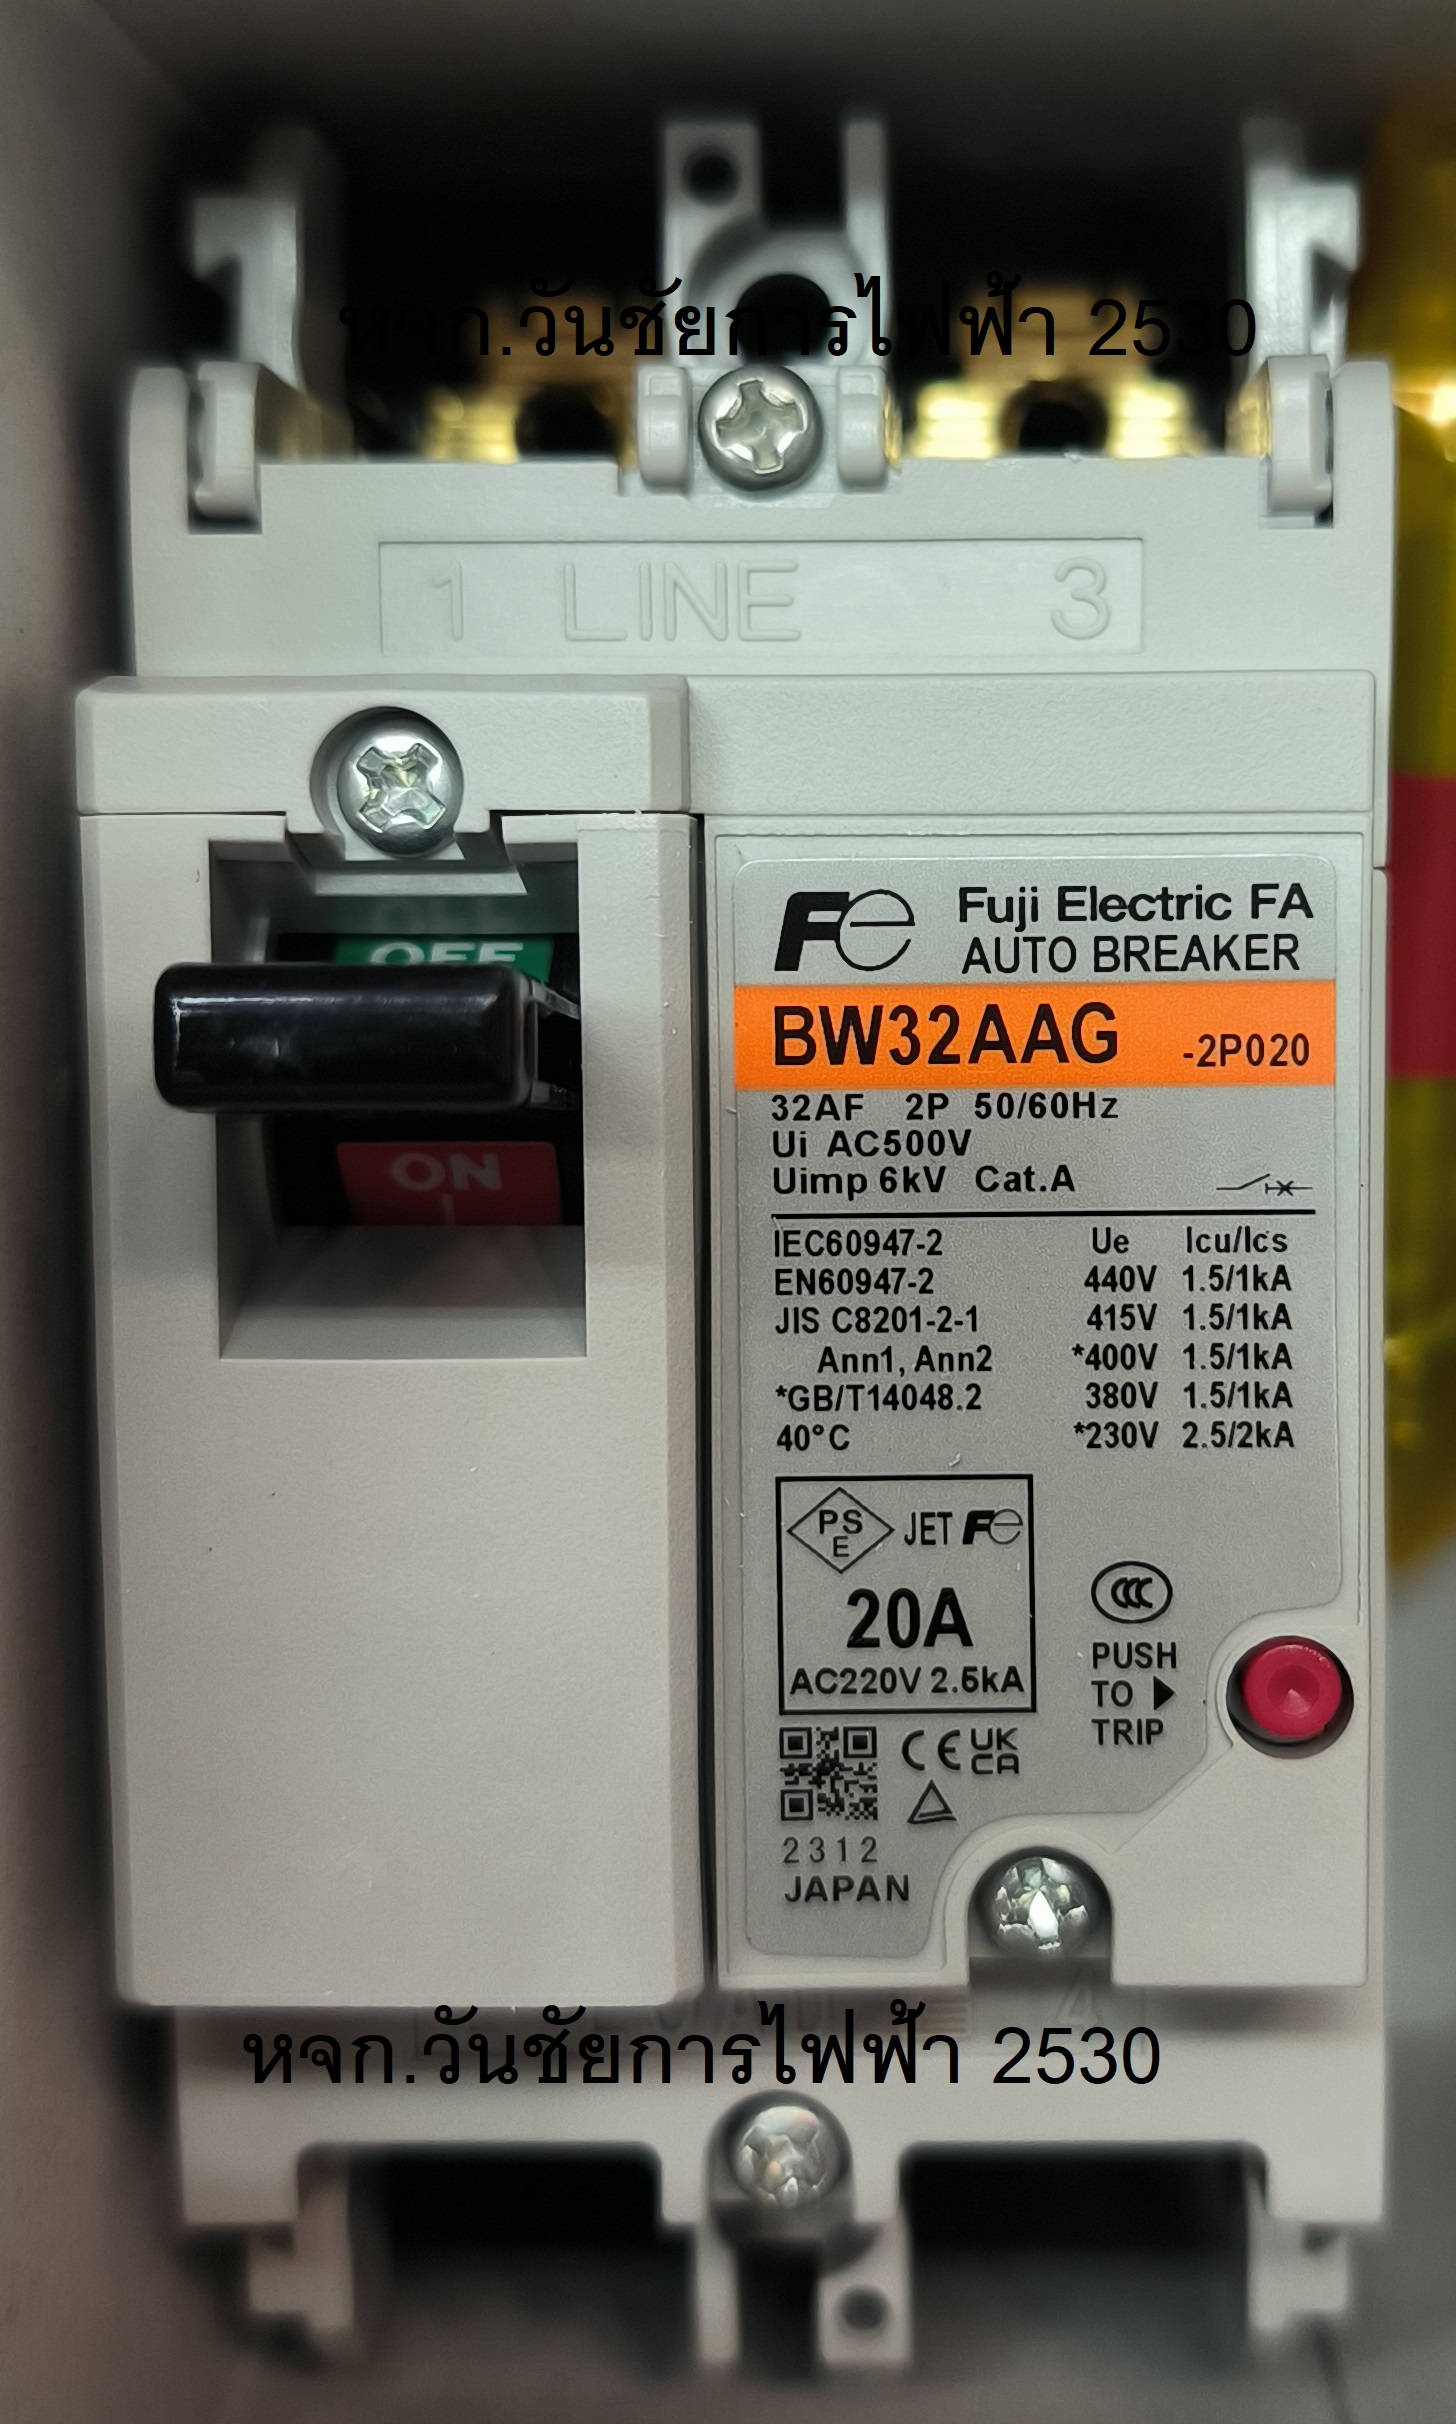 หจก.วันชัยการไฟฟ้า 2530
1 LINE 3
OFF
ON
I
Fe Fuji Electric FA
AUTO BREAKER
BW32AAG -2P020
32AF 2P 50/60Hz
Ui AC500V
Uimp 6kV Cat.A
IEC60947-2 Ue Icu/Ics
EN60947-2 440V 1.5/1kA
JIS C8201-2-1 415V 1.5/1kA
Ann1, Ann2 *400V 1.5/1kA
*GB/T14048.2 380V 1.5/1kA
40°C *230V 2.5/2kA
PS E JET Fe
20A
AC220V 2.5kA
CCC
PUSH
TO ▶
TRIP
CE UK CA
2312
JAPAN
4
หจก.วันชัยการไฟฟ้า 2530